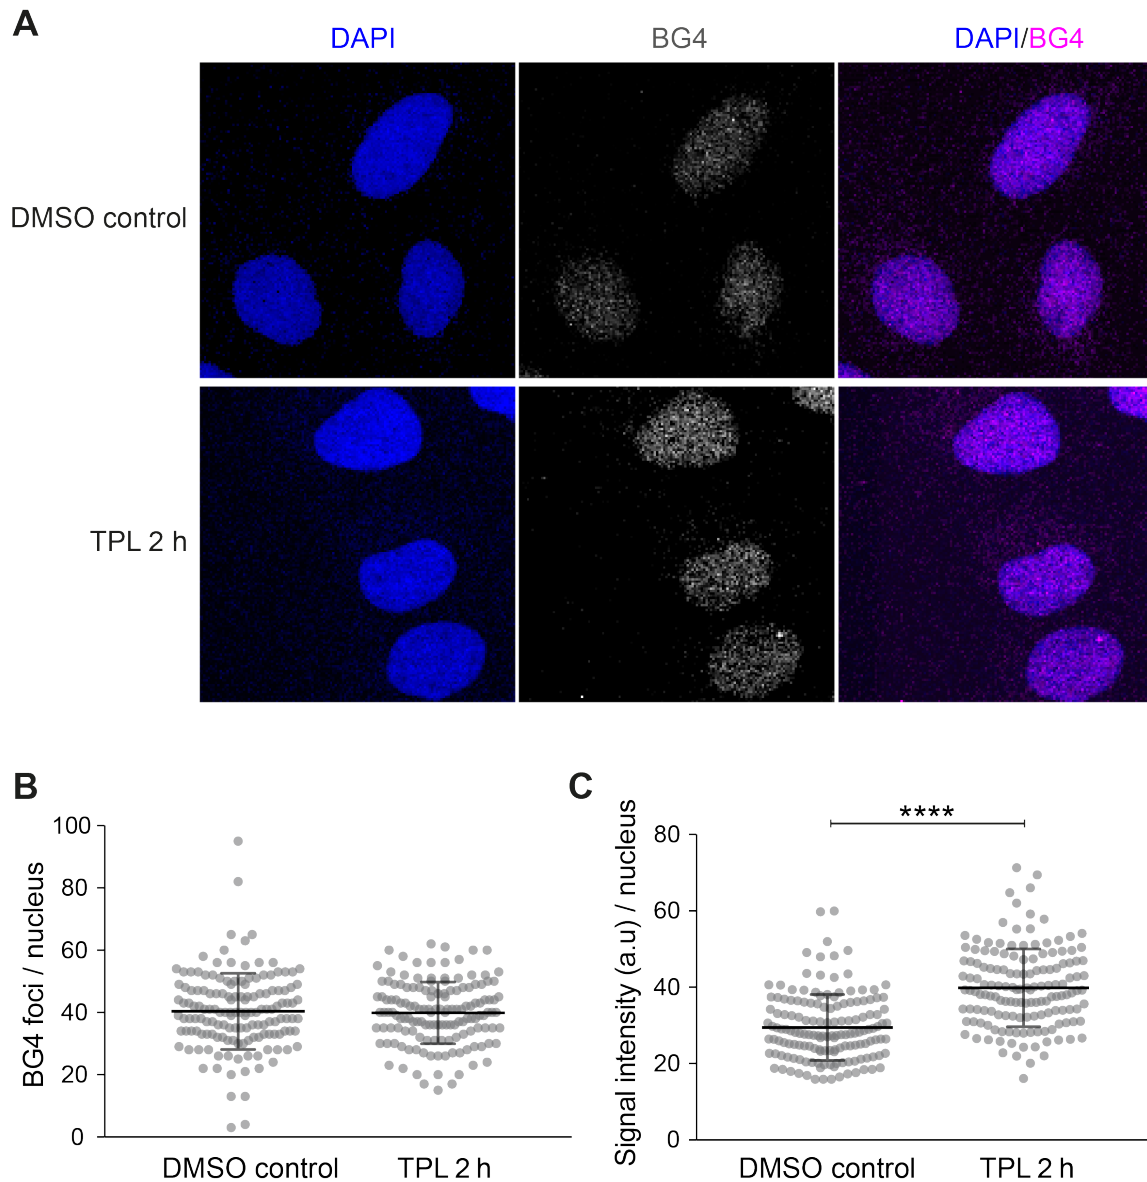 A
DAPI
BG4
DAPI/BG4
DMSO control
TPL 2 h
B
BG4 foci / nucleus
100
80
60
40
20
0
DMSO control
TPL 2 h
C
Signal intensity (a.u) / nucleus
****
80
60
40
20
0
DMSO control
TPL 2 h